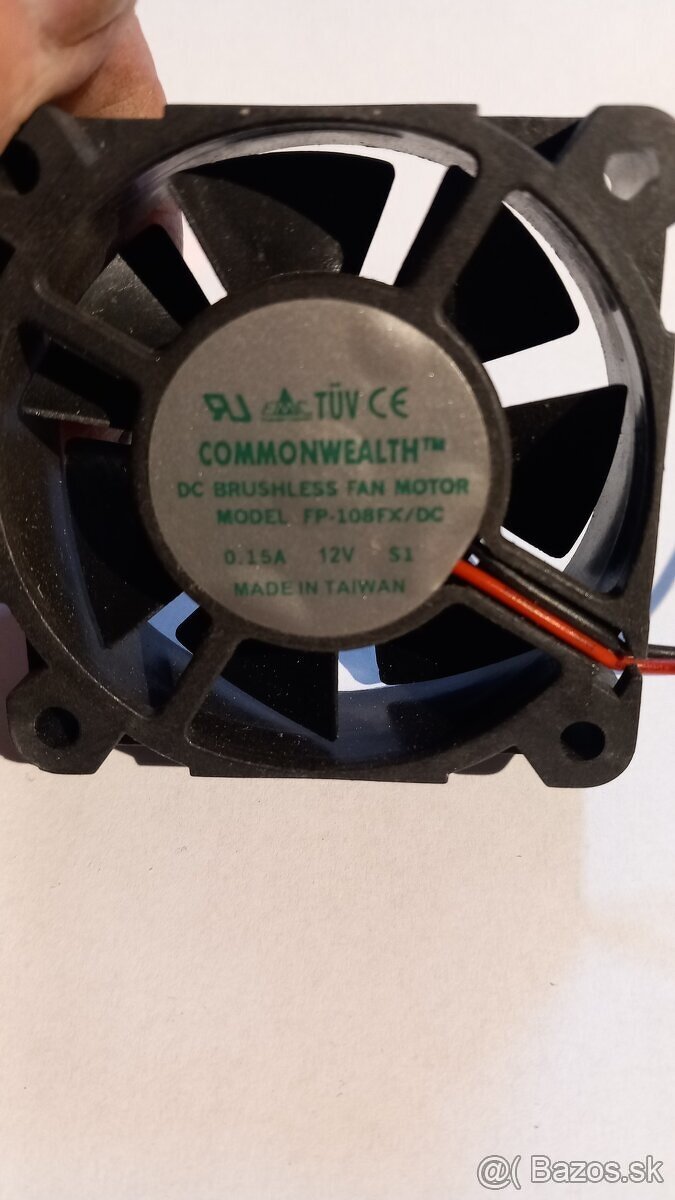 TÜV CE
COMMONWEALTH™
DC BRUSHLESS FAN MOTOR
MODEL FP-108FX/DC
0.15A 12V S1
MADE IN TAIWAN
@( Bazos.sk